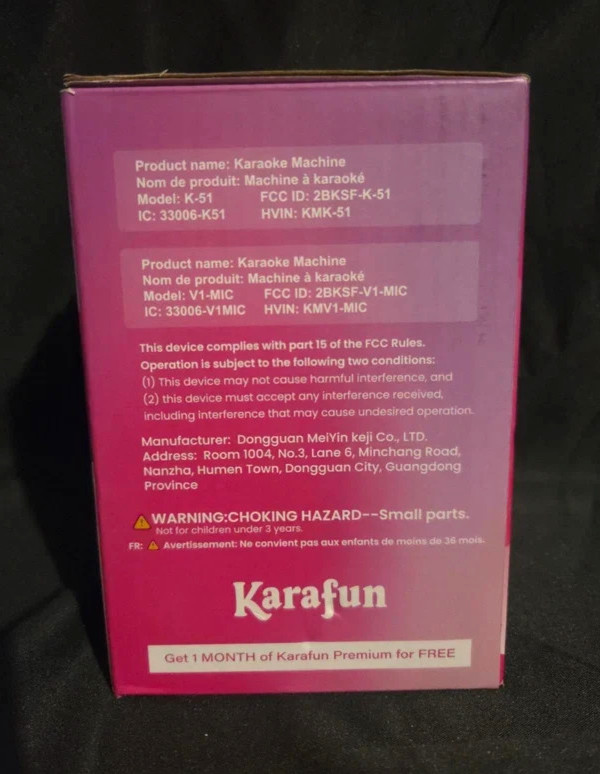 Product name: Karaoke Machine
Nom de produit: Machine à karaoké
Model: K-51 FCC ID: 2BKSF-K-51
IC: 33006-K51 HVIN: KMK-51
Product name: Karaoke Machine
Nom de produit: Machine à karaoké
Model: V1-MIC FCC ID: 2BKSF-V1-MIC
IC: 33006-V1MIC HVIN: KMV1-MIC
This device complies with part 15 of the FCC Rules.
Operation is subject to the following two conditions:
(1) This device may not cause harmful interference, and
(2) this device must accept any interference received,
including interference that may cause undesired operation.
Manufacturer: Dongguan MeiYin keji Co., LTD.
Address: Room 1004, No.3, Lane 6, Minchang Road,
Nanzha, Humen Town, Dongguan City, Guangdong
Province
WARNING:CHOKING HAZARD--Small parts.
Not for children under 3 years.
FR: Avertissement: Ne convient pas aux enfants de moins de 36 mois.
Karafun
Get 1 MONTH of Karafun Premium for FREE